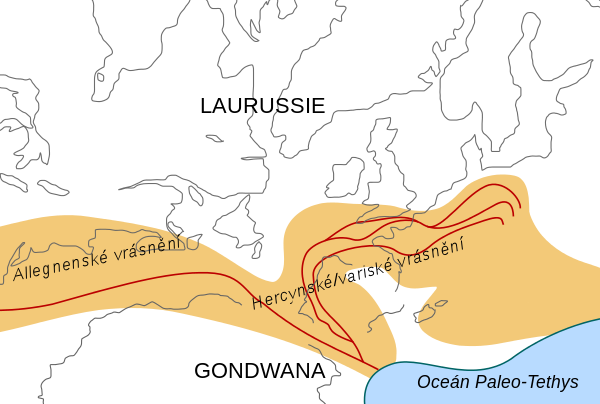 LAURUSSIE
Allegnenské vrásnění
Hercynské/variské vrásnění
GONDWANA
Oceán Paleo-Tethys